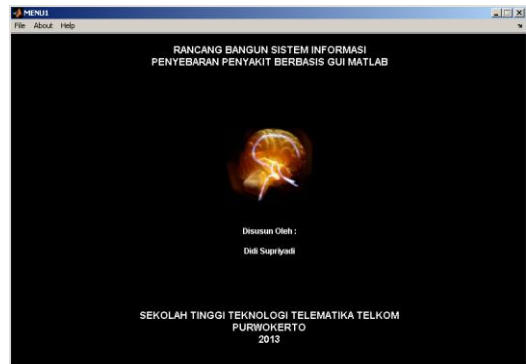 MENU1
File About Help
RANCANG BANGUN SISTEM INFORMASI
PENYEBARAN PENYAKIT BERBASIS GUI MATLAB
Disusun Oleh :
Didi Supriyadi
SEKOLAH TINGGI TEKNOLOGI TELEMATIKA TELKOM
PURWOKERTO
2013